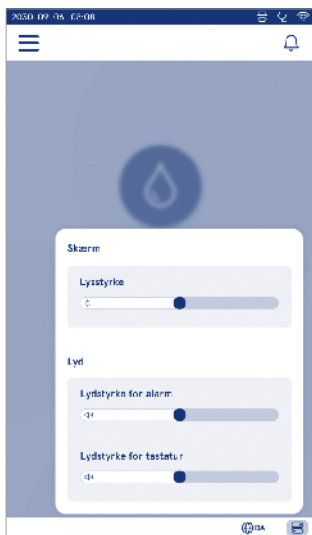 2030-09-06 02:08
Skærm
Lysstyrke
Lyd
Lydstyrke for alarm
Lydstyrke for tastatur
DA